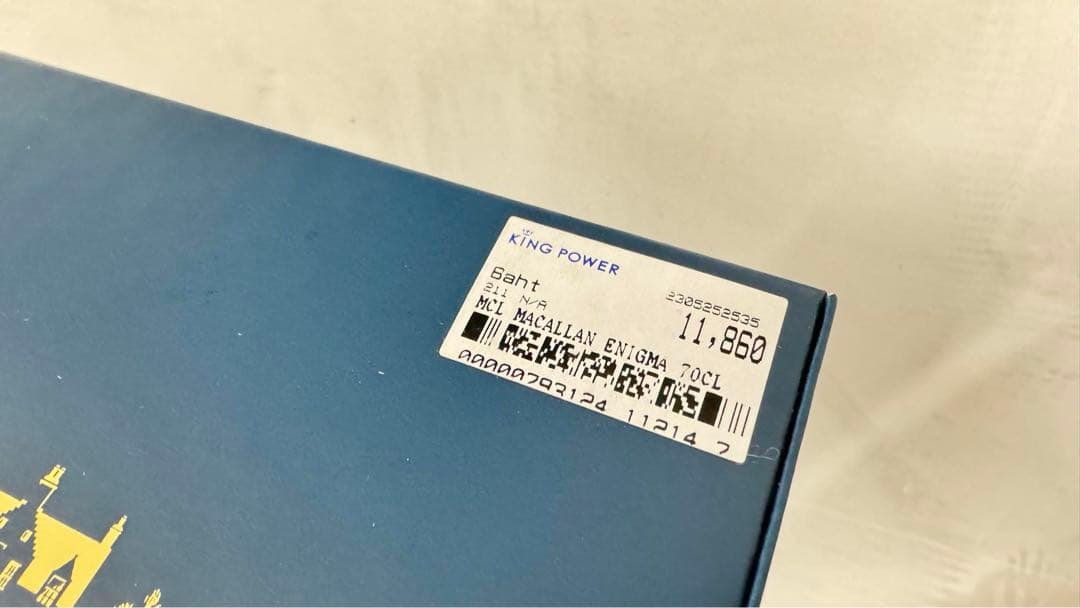 KING POWER
Baht
2305252535
211 N/A
11,860
MCL MACALLAN ENIGMA 70CL
00000793124 11214 7